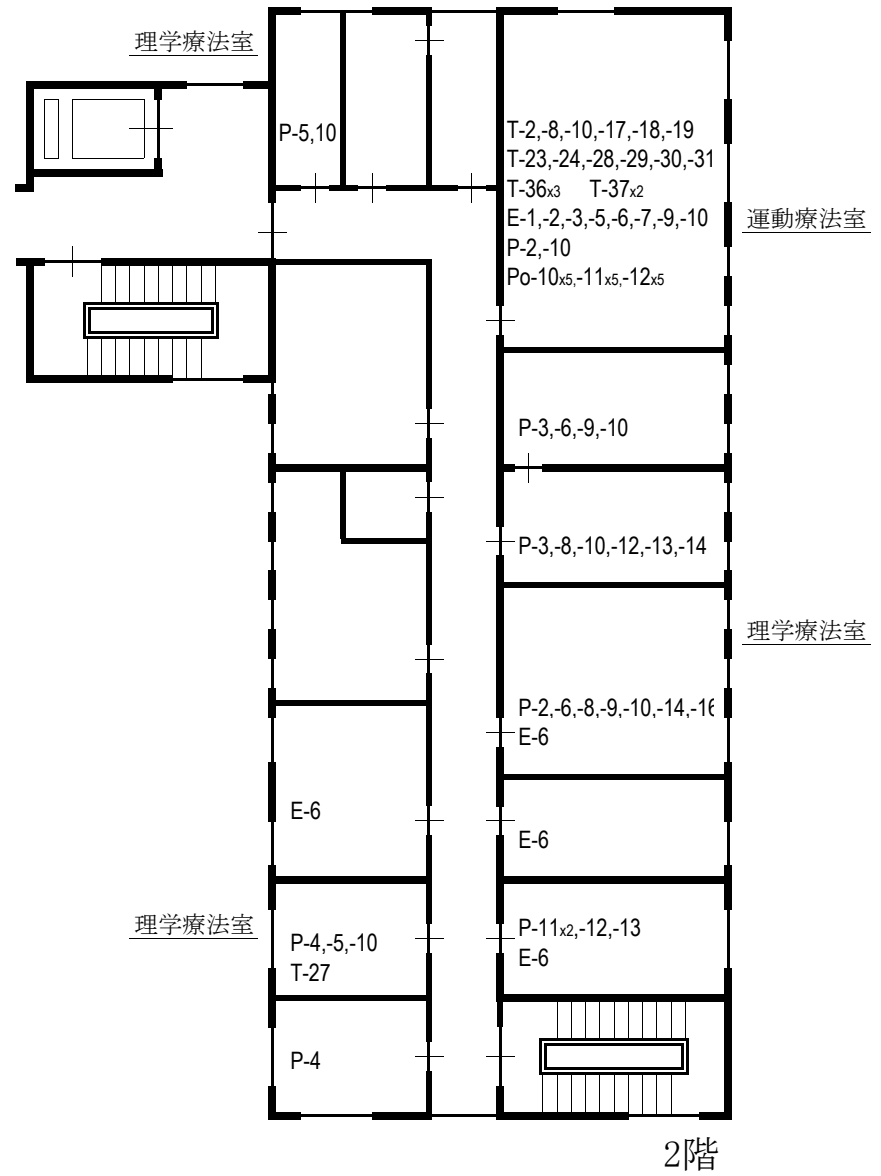 理学療法室
P-5,10
T-2,-8,-10,-17,-18,-19
T-23,-24,-28,-29,-30,-31
T-36x3 T-37x2
E-1,-2,-3,-5,-6,-7,-9,-10
P-2,-10
Po-10x5,-11x5,-12x5
運動療法室
P-3,-6,-9,-10
P-3,-8,-10,-12,-13,-14
理学療法室
P-2,-6,-8,-9,-10,-14,-16
E-6
E-6
E-6
理学療法室
P-4,-5,-10
T-27
P-11x2,-12,-13
E-6
P-4
2階